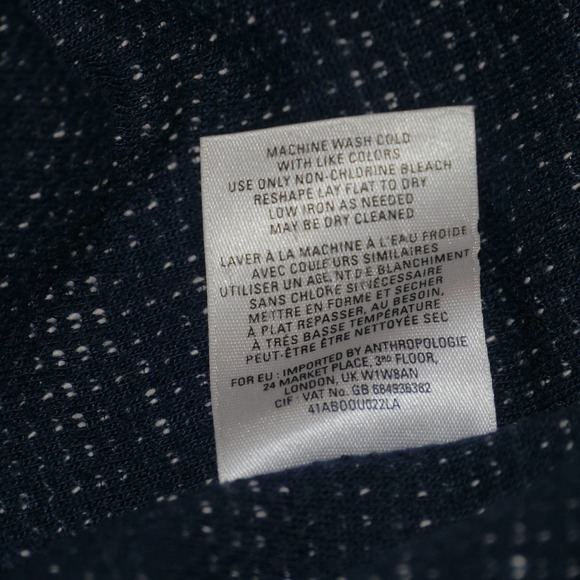 MACHINE WASH COLD
WITH LIKE COLORS
USE ONLY NON-CHLORINE BLEACH
RESHAPE LAY FLAT TO DRY
LOW IRON AS NEEDED
MAY BE DRY CLEANED
LAVER À LA MACHINE À L'EAU FROIDE
AVEC COULEURS SIMILAIRES
UTILISER UN AGENT DE BLANCHIMENT
SANS CHLORE SI NÉCESSAIRE
METTRE EN FORME ET SECHER
À PLAT REPASSER, AU BESOIN,
À TRÈS BASSE TEMPÉRATURE
PEUT-ÊTRE ÊTRE NETTOYÉE SEC
FOR EU : IMPORTED BY ANTHROPOLOGIE
24 MARKET PLACE, 3RD FLOOR,
LONDON, UK W1W8AN
CIF: VAT No. GB 684936382
41ABOOU022LA